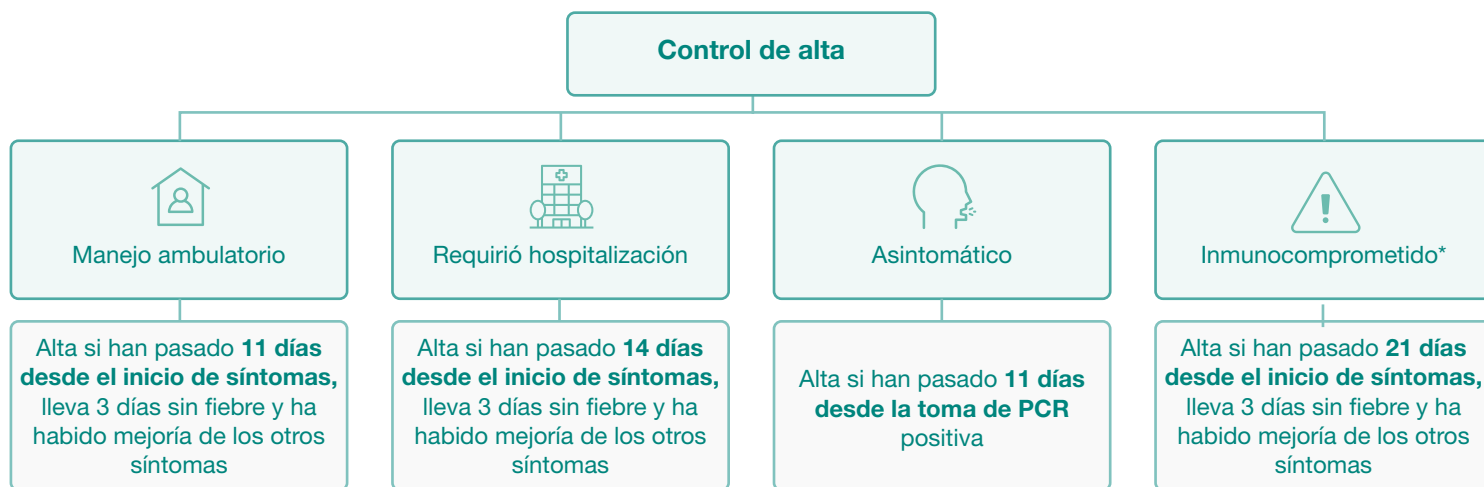 Control de alta
Manejo ambulatorio
Requirió hospitalización
Asintomático
Inmunocomprometido*
Alta si han pasado 11 días
desde el inicio de síntomas,
lleva 3 días sin fiebre y ha
habido mejoría de los otros
síntomas
Alta si han pasado 14 días
desde el inicio de síntomas,
lleva 3 días sin fiebre y ha
habido mejoría de los otros
síntomas
Alta si han pasado 11 días
desde la toma de PCR
positiva
Alta si han pasado 21 días
desde el inicio de síntomas,
lleva 3 días sin fiebre y ha
habido mejoría de los otros
síntomas